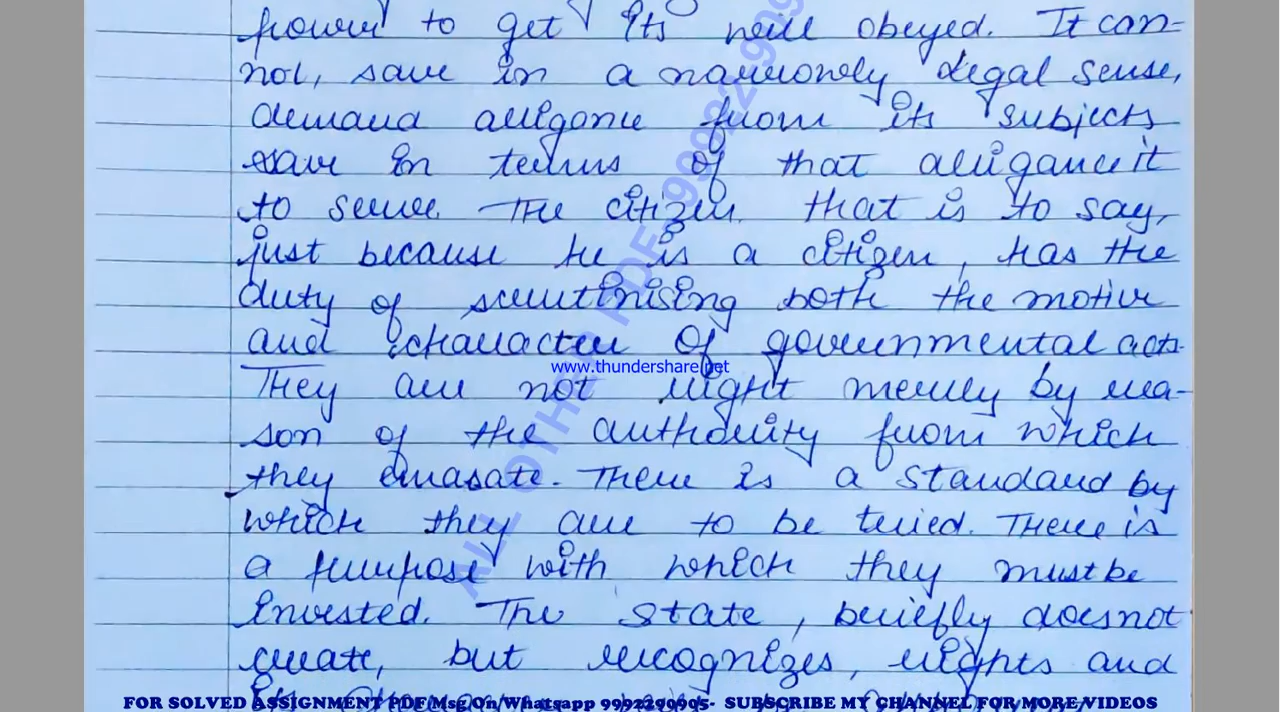 power to get its will obeyed. It can-
not, save in a narrowly legal sense,
demand alligance from its subjects
save in terms of that alligance it
to serve. The citizen. that is to say,
just because he is a citizen, has the
duty of scrutinising both the motive
and character of governmental acts.
www.thundershare.net
They are not right merely by rea-
son of the authority from which
they emasate. There is a standard by
which they are to be tried. There is
a purpose with which they must be
invested. The state, briefly does not
create, but recognizes, rights and
FOR SOLVED ASSIGNMENT PDF Msg On Whatsapp 9992290905- SUBSCRIBE MY CHANNEL FOR MORE VIDEOS